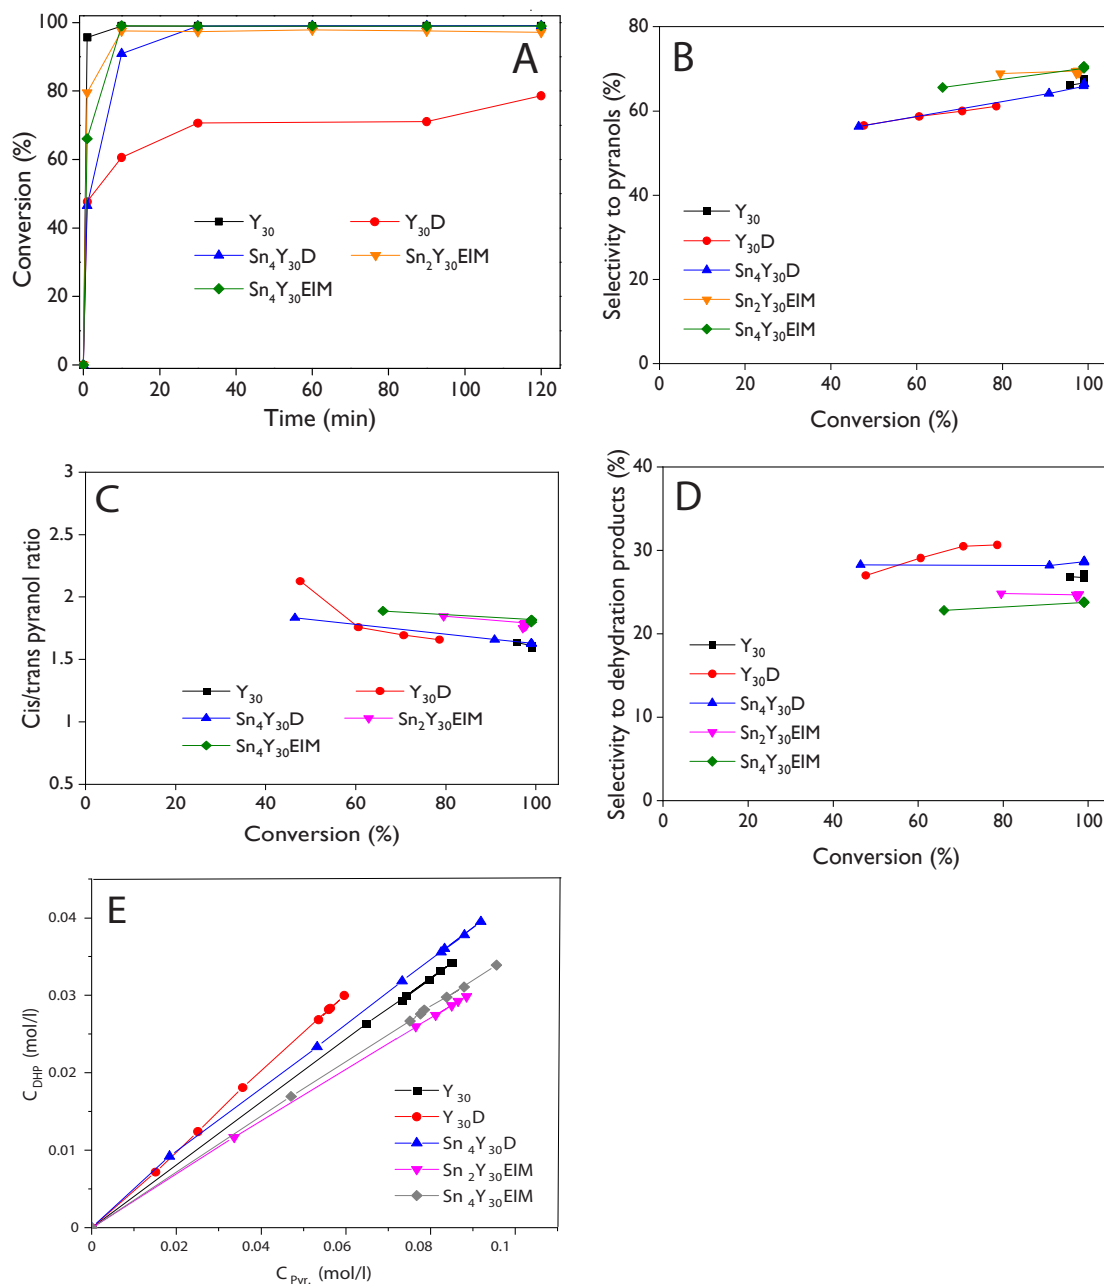 A
Conversion (%)
100
80
60
40
20
0
0 20 40 60 80 100 120
Time (min)
Y30 Y30D
Sn4Y30D Sn2Y30EIM
Sn4Y30EIM
B
Selectivity to pyranols (%)
80
60
40
20
0
Y30
Y30D
Sn4Y30D
Sn2Y30EIM
Sn4Y30EIM
0 20 40 60 80 100
Conversion (%)
C
Cis/trans pyranol ratio
3
2.5
2
1.5
1
0.5
Y30 Y30D
Sn4Y30D Sn2Y30EIM
Sn4Y30EIM
0 20 40 60 80 100
Conversion (%)
D
Selectivity to dehydration products (%)
40
30
20
10
0
Y30
Y30D
Sn4Y30D
Sn2Y30EIM
Sn4Y30EIM
0 20 40 60 80 100
Conversion (%)
E
C DHP (mol/l)
0.04
0.03
0.02
0.01
0
Y30
Y30D
Sn 4Y30D
Sn 2Y30EIM
Sn 4Y30EIM
0 0.02 0.04 0.06 0.08 0.1
C Pyr. (mol/l)